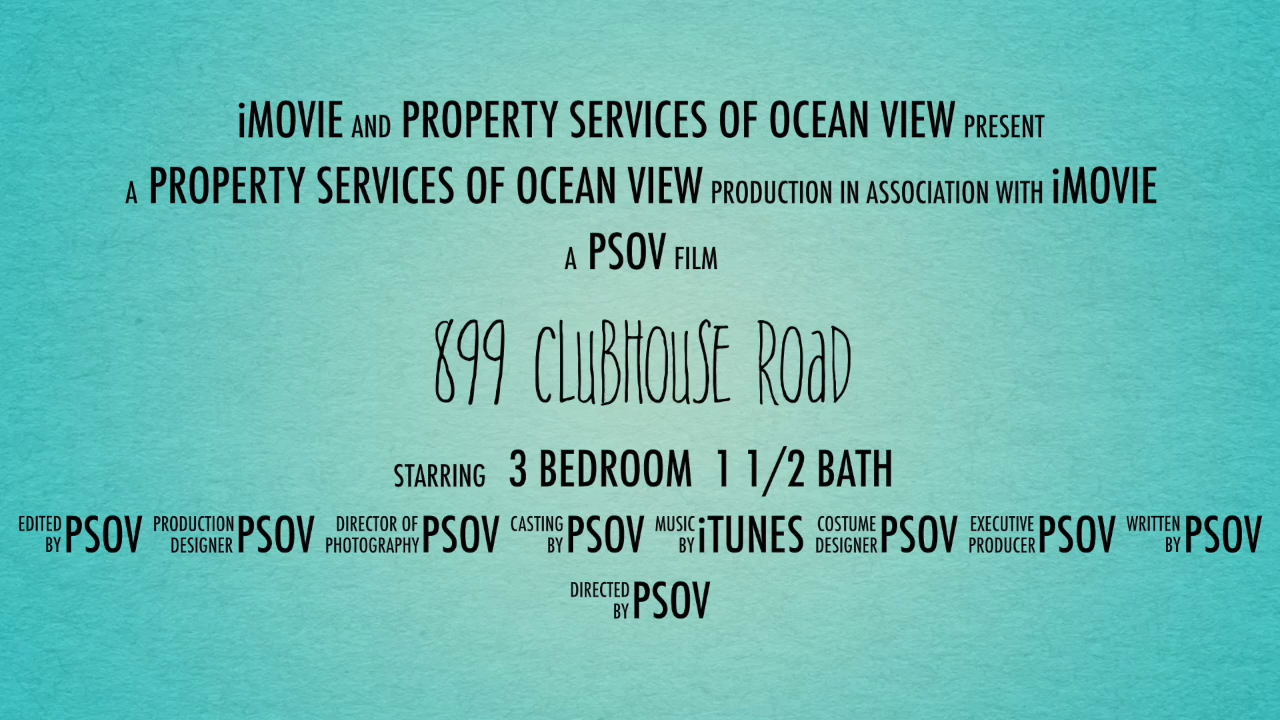 iMOVIE AND PROPERTY SERVICES OF OCEAN VIEW PRESENT
A PROPERTY SERVICES OF OCEAN VIEW PRODUCTION IN ASSOCIATION WITH iMOVIE
A PSOV FILM
899 CLUBHOUSE ROAD
STARRING 3 BEDROOM 1 1/2 BATH
EDITED BY PSOV PRODUCTION DESIGNER PSOV DIRECTOR OF PHOTOGRAPHY PSOV CASTING BY PSOV MUSIC BY iTUNES COSTUME DESIGNER PSOV EXECUTIVE PRODUCER PSOV WRITTEN BY PSOV
DIRECTED BY PSOV